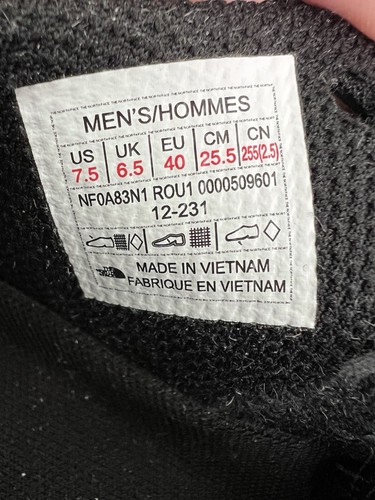 MEN'S/HOMMES
US UK EU CM CN
7.5 6.5 40 25.5 255(2.5)
NF0A83N1 ROU1 0000509601
12-231
MADE IN VIETNAM
FABRIQUE EN VIETNAM